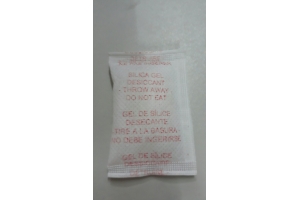 SILICA GEL
DESICCANT
THROW AWAY
DO NOT EAT
GEL DE SILICE
DESECANTE
TIRE A LA BASURA
NO DEBE INGERIRSE
GEL DE SILICE
DESECANTE